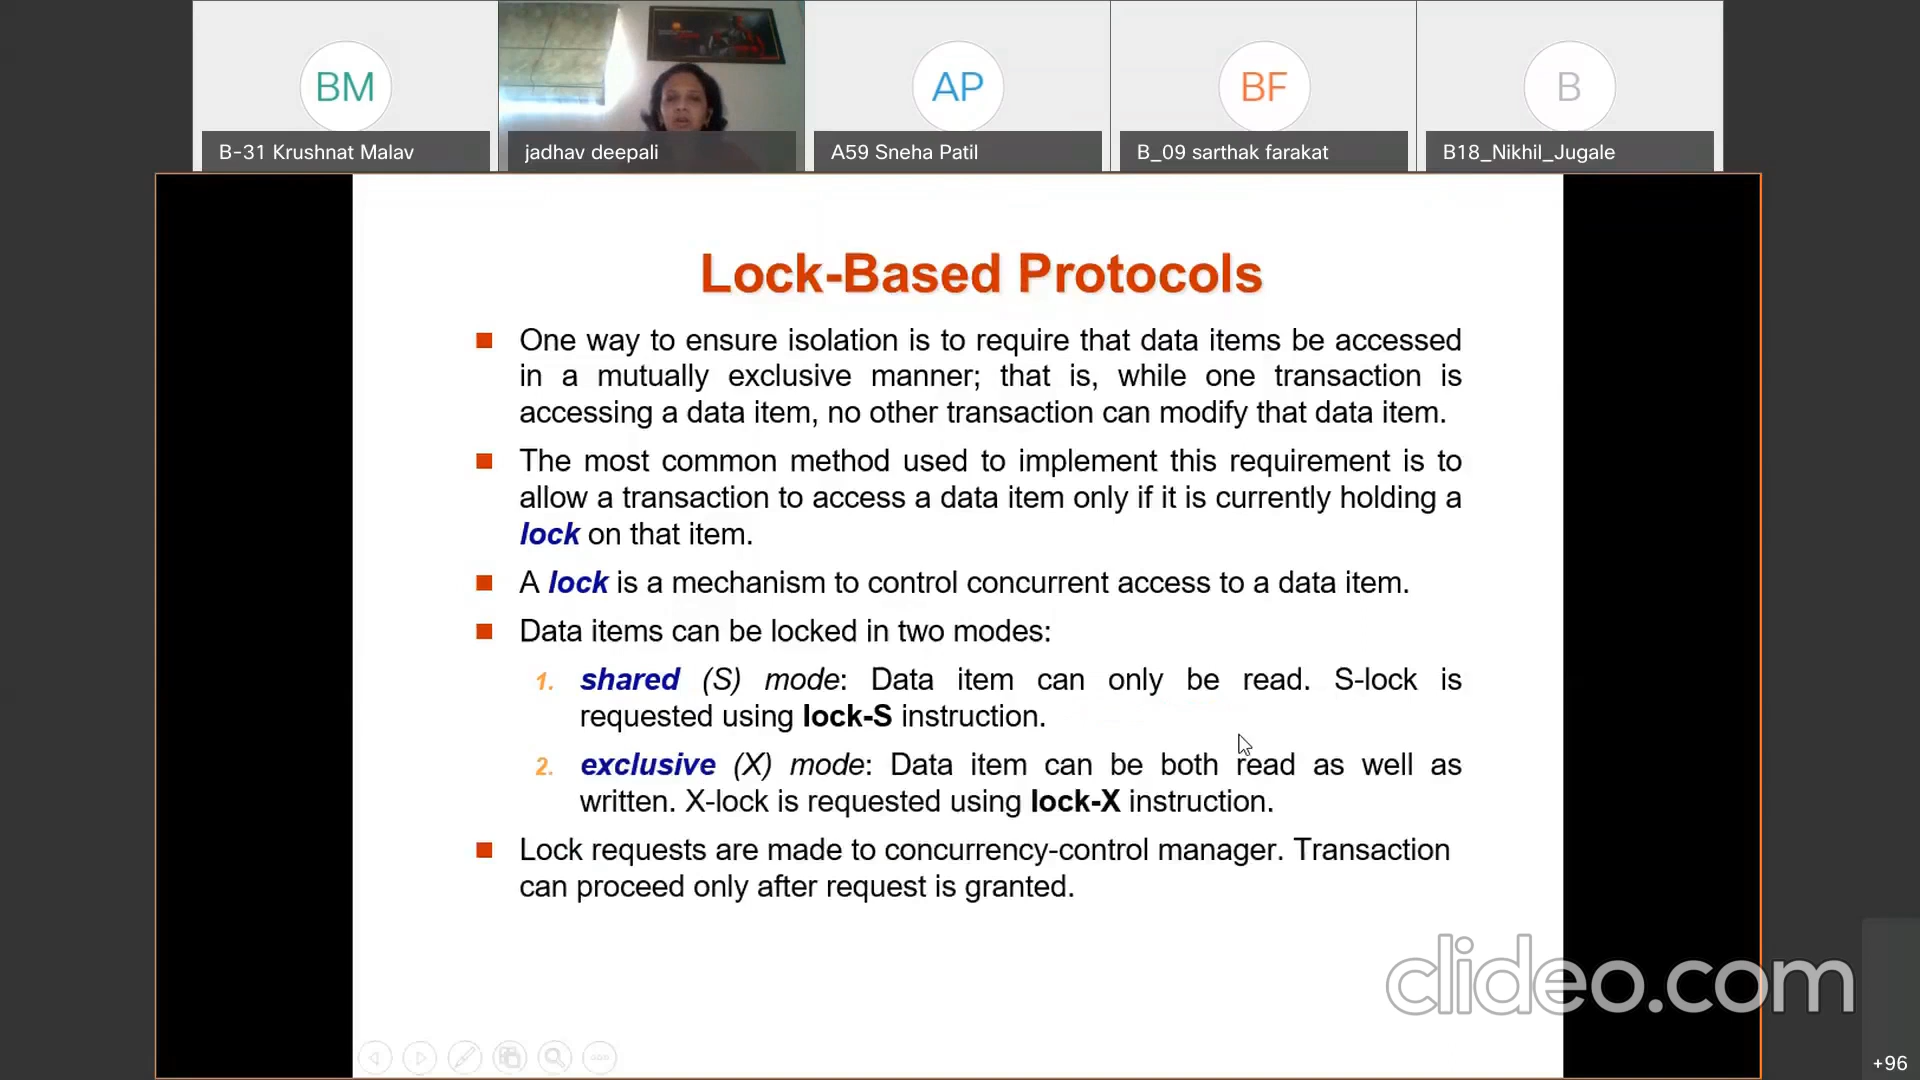 BM
AP
BF
B
B-31 Krushnat Malav
jadhav deepali
A59 Sneha Patil
B_09 sarthak farakat
B18_Nikhil_Jugale
Lock-Based Protocols
One way to ensure isolation is to require that data items be accessed
in a mutually exclusive manner; that is, while one transaction is
accessing a data item, no other transaction can modify that data item.
The most common method used to implement this requirement is to
allow a transaction to access a data item only if it is currently holding a
lock on that item.
A lock is a mechanism to control concurrent access to a data item.
Data items can be locked in two modes:
1. shared (S) mode: Data item can only be read. S-lock is
requested using lock-S instruction.
2. exclusive (X) mode: Data item can be both read as well as
written. X-lock is requested using lock-X instruction.
Lock requests are made to concurrency-control manager. Transaction
can proceed only after request is granted.
clideo.com
+96